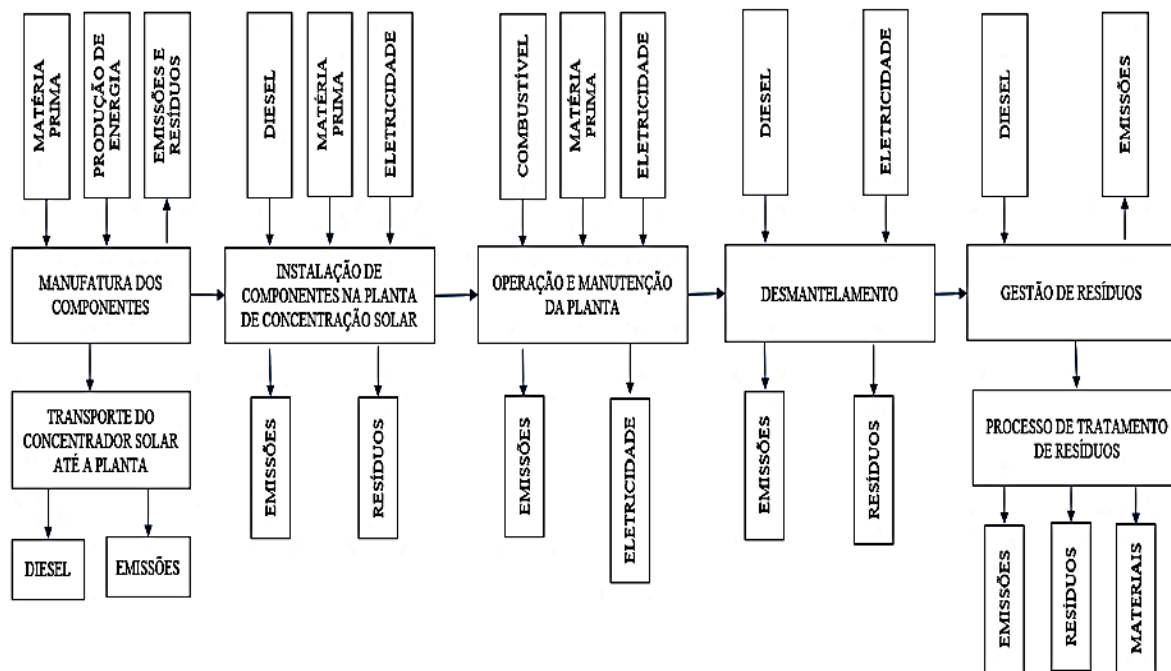 MATÉRIA
PRIMA
PRODUÇÃO DE
ENERGIA
EMISSÕES E
RESÍDUOS
DIESEL
MATÉRIA
PRIMA
ELETRICIDADE
COMBUSTÍVEL
MATÉRIA
PRIMA
ELETRICIDADE
DIESEL
ELETRICIDADE
DIESEL
EMISSÕES
MANUFATURA DOS
COMPONENTES
INSTALAÇÃO DE
COMPONENTES NA PLANTA
DE CONCENTRAÇÃO SOLAR
OPERAÇÃO E MANUTENÇÃO
DA PLANTA
DESMANTELAMENTO
GESTÃO DE RESÍDUOS
TRANSPORTE DO
CONCENTRADOR SOLAR
ATÉ A PLANTA
EMISSÕES
RESÍDUOS
EMISSÕES
ELETRICIDADE
EMISSÕES
RESÍDUOS
PROCESSO DE TRATAMENTO
DE RESÍDUOS
DIESEL
EMISSÕES
EMISSÕES
RESÍDUOS
MATERIAIS